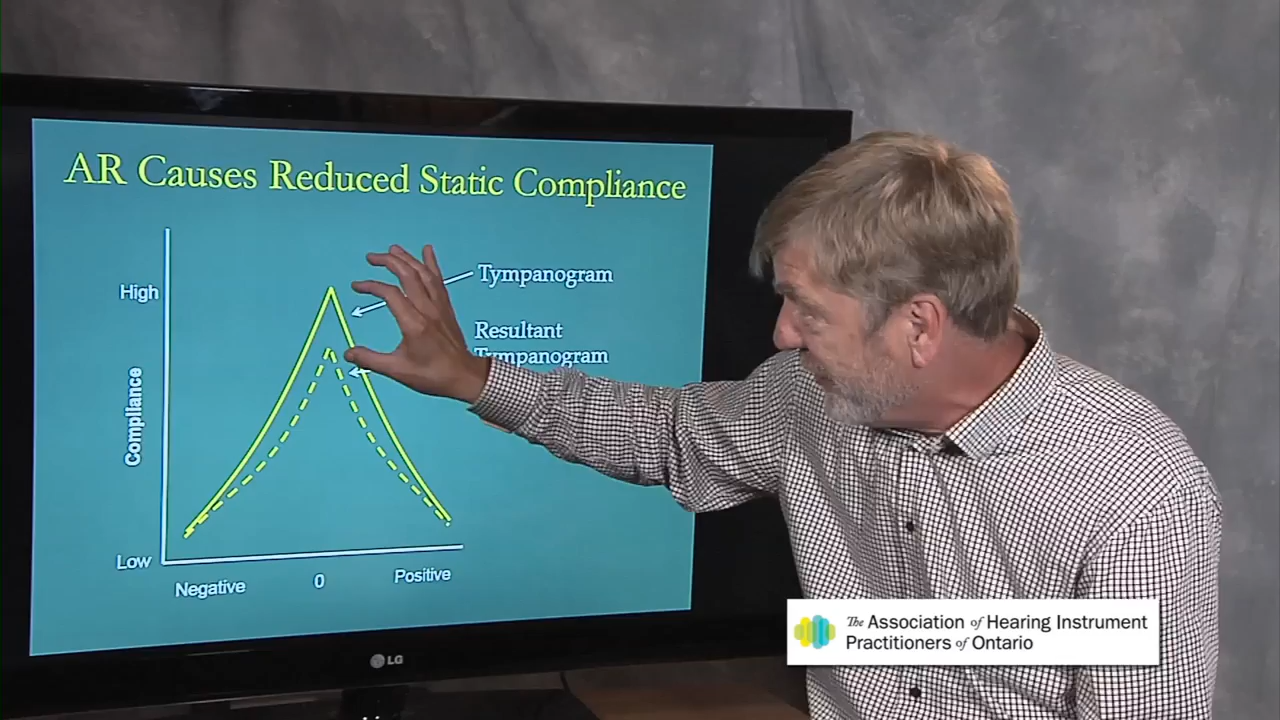 AR Causes Reduced Static Compliance
High
Tympanogram
Resultant
Tympanogram
Compliance
Low
Negative
0
Positive
LG
The Association of Hearing Instrument
Practitioners of Ontario